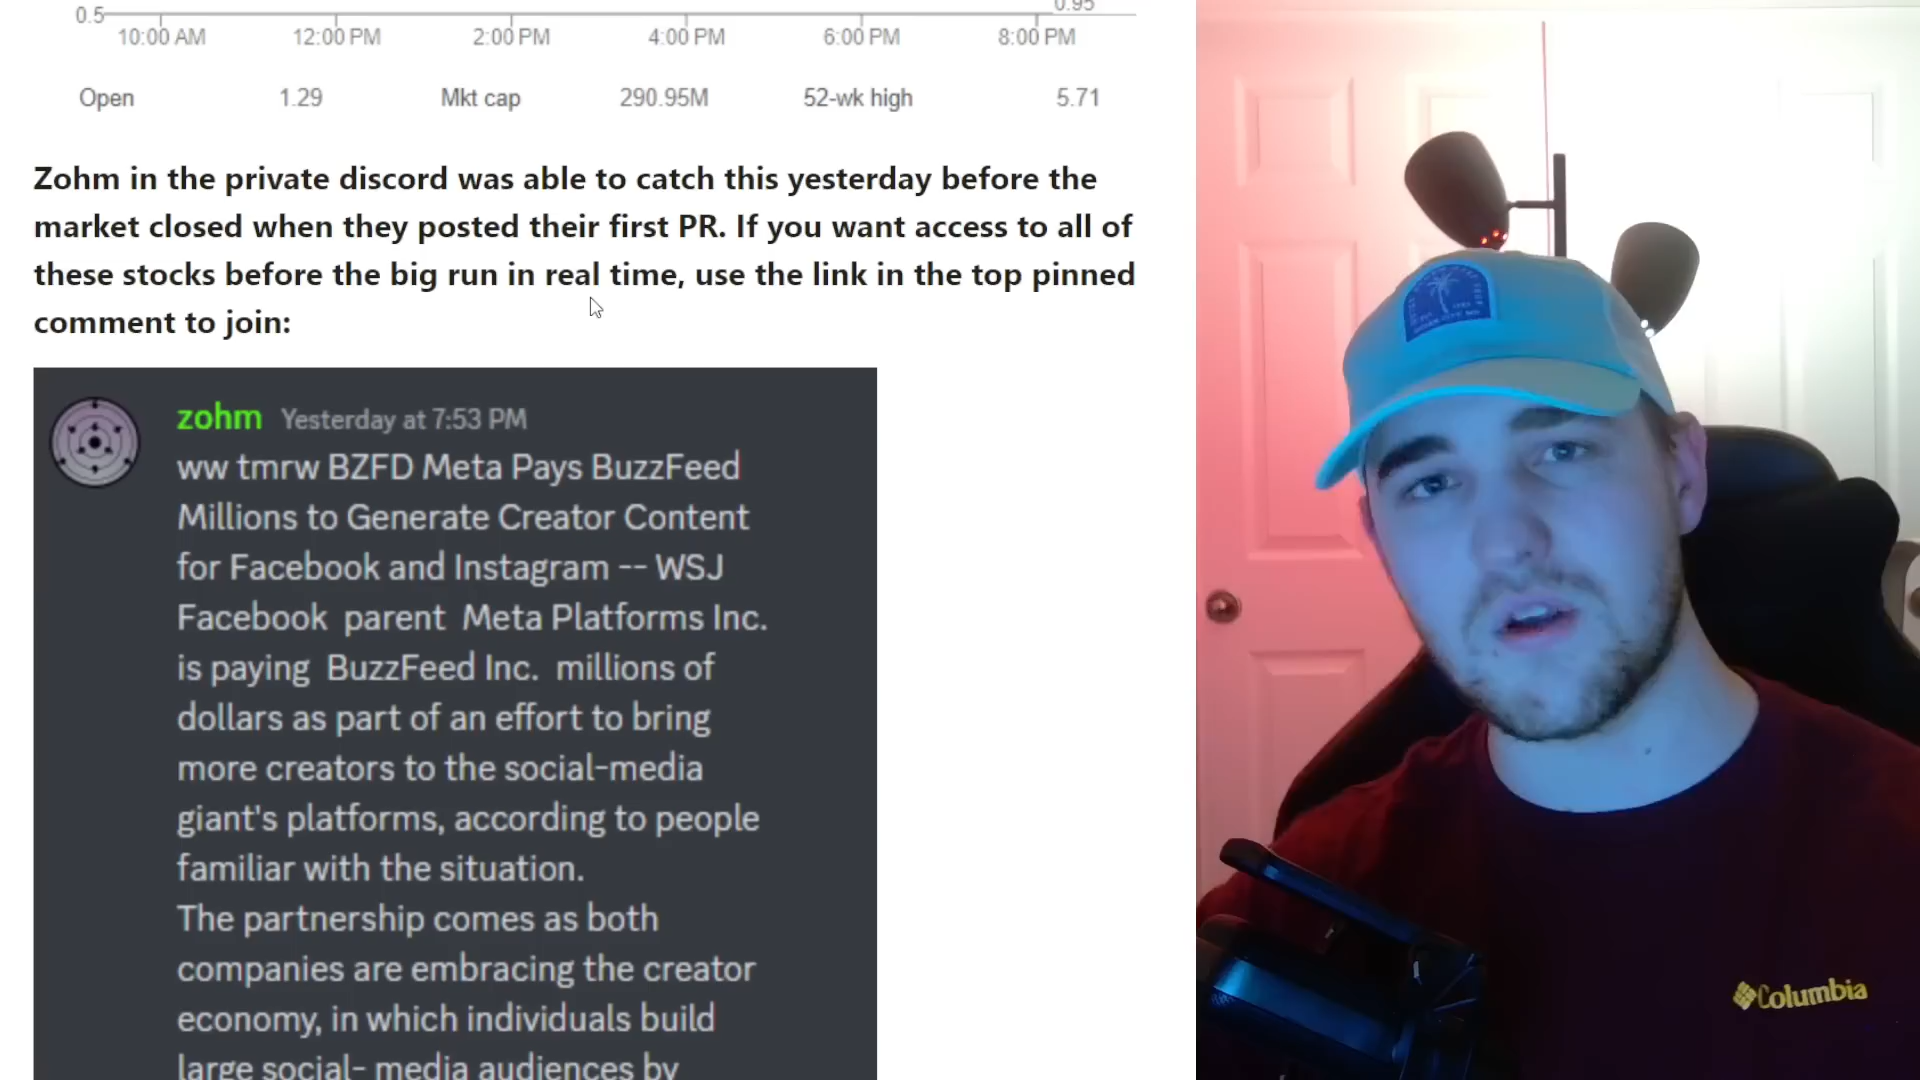 0.5
0.95
10:00 AM 12:00 PM 2:00 PM 4:00 PM 6:00 PM 8:00 PM
Open 1.29 Mkt cap 290.95M 52-wk high 5.71
Zohm in the private discord was able to catch this yesterday before the
market closed when they posted their first PR. If you want access to all of
these stocks before the big run in real time, use the link in the top pinned
comment to join:
zohm Yesterday at 7:53 PM
ww tmrw BZFD Meta Pays BuzzFeed
Millions to Generate Creator Content
for Facebook and Instagram -- WSJ
Facebook parent Meta Platforms Inc.
is paying BuzzFeed Inc. millions of
dollars as part of an effort to bring
more creators to the social-media
giant's platforms, according to people
familiar with the situation.
The partnership comes as both
companies are embracing the creator
economy, in which individuals build
large social- media audiences by
Columbia